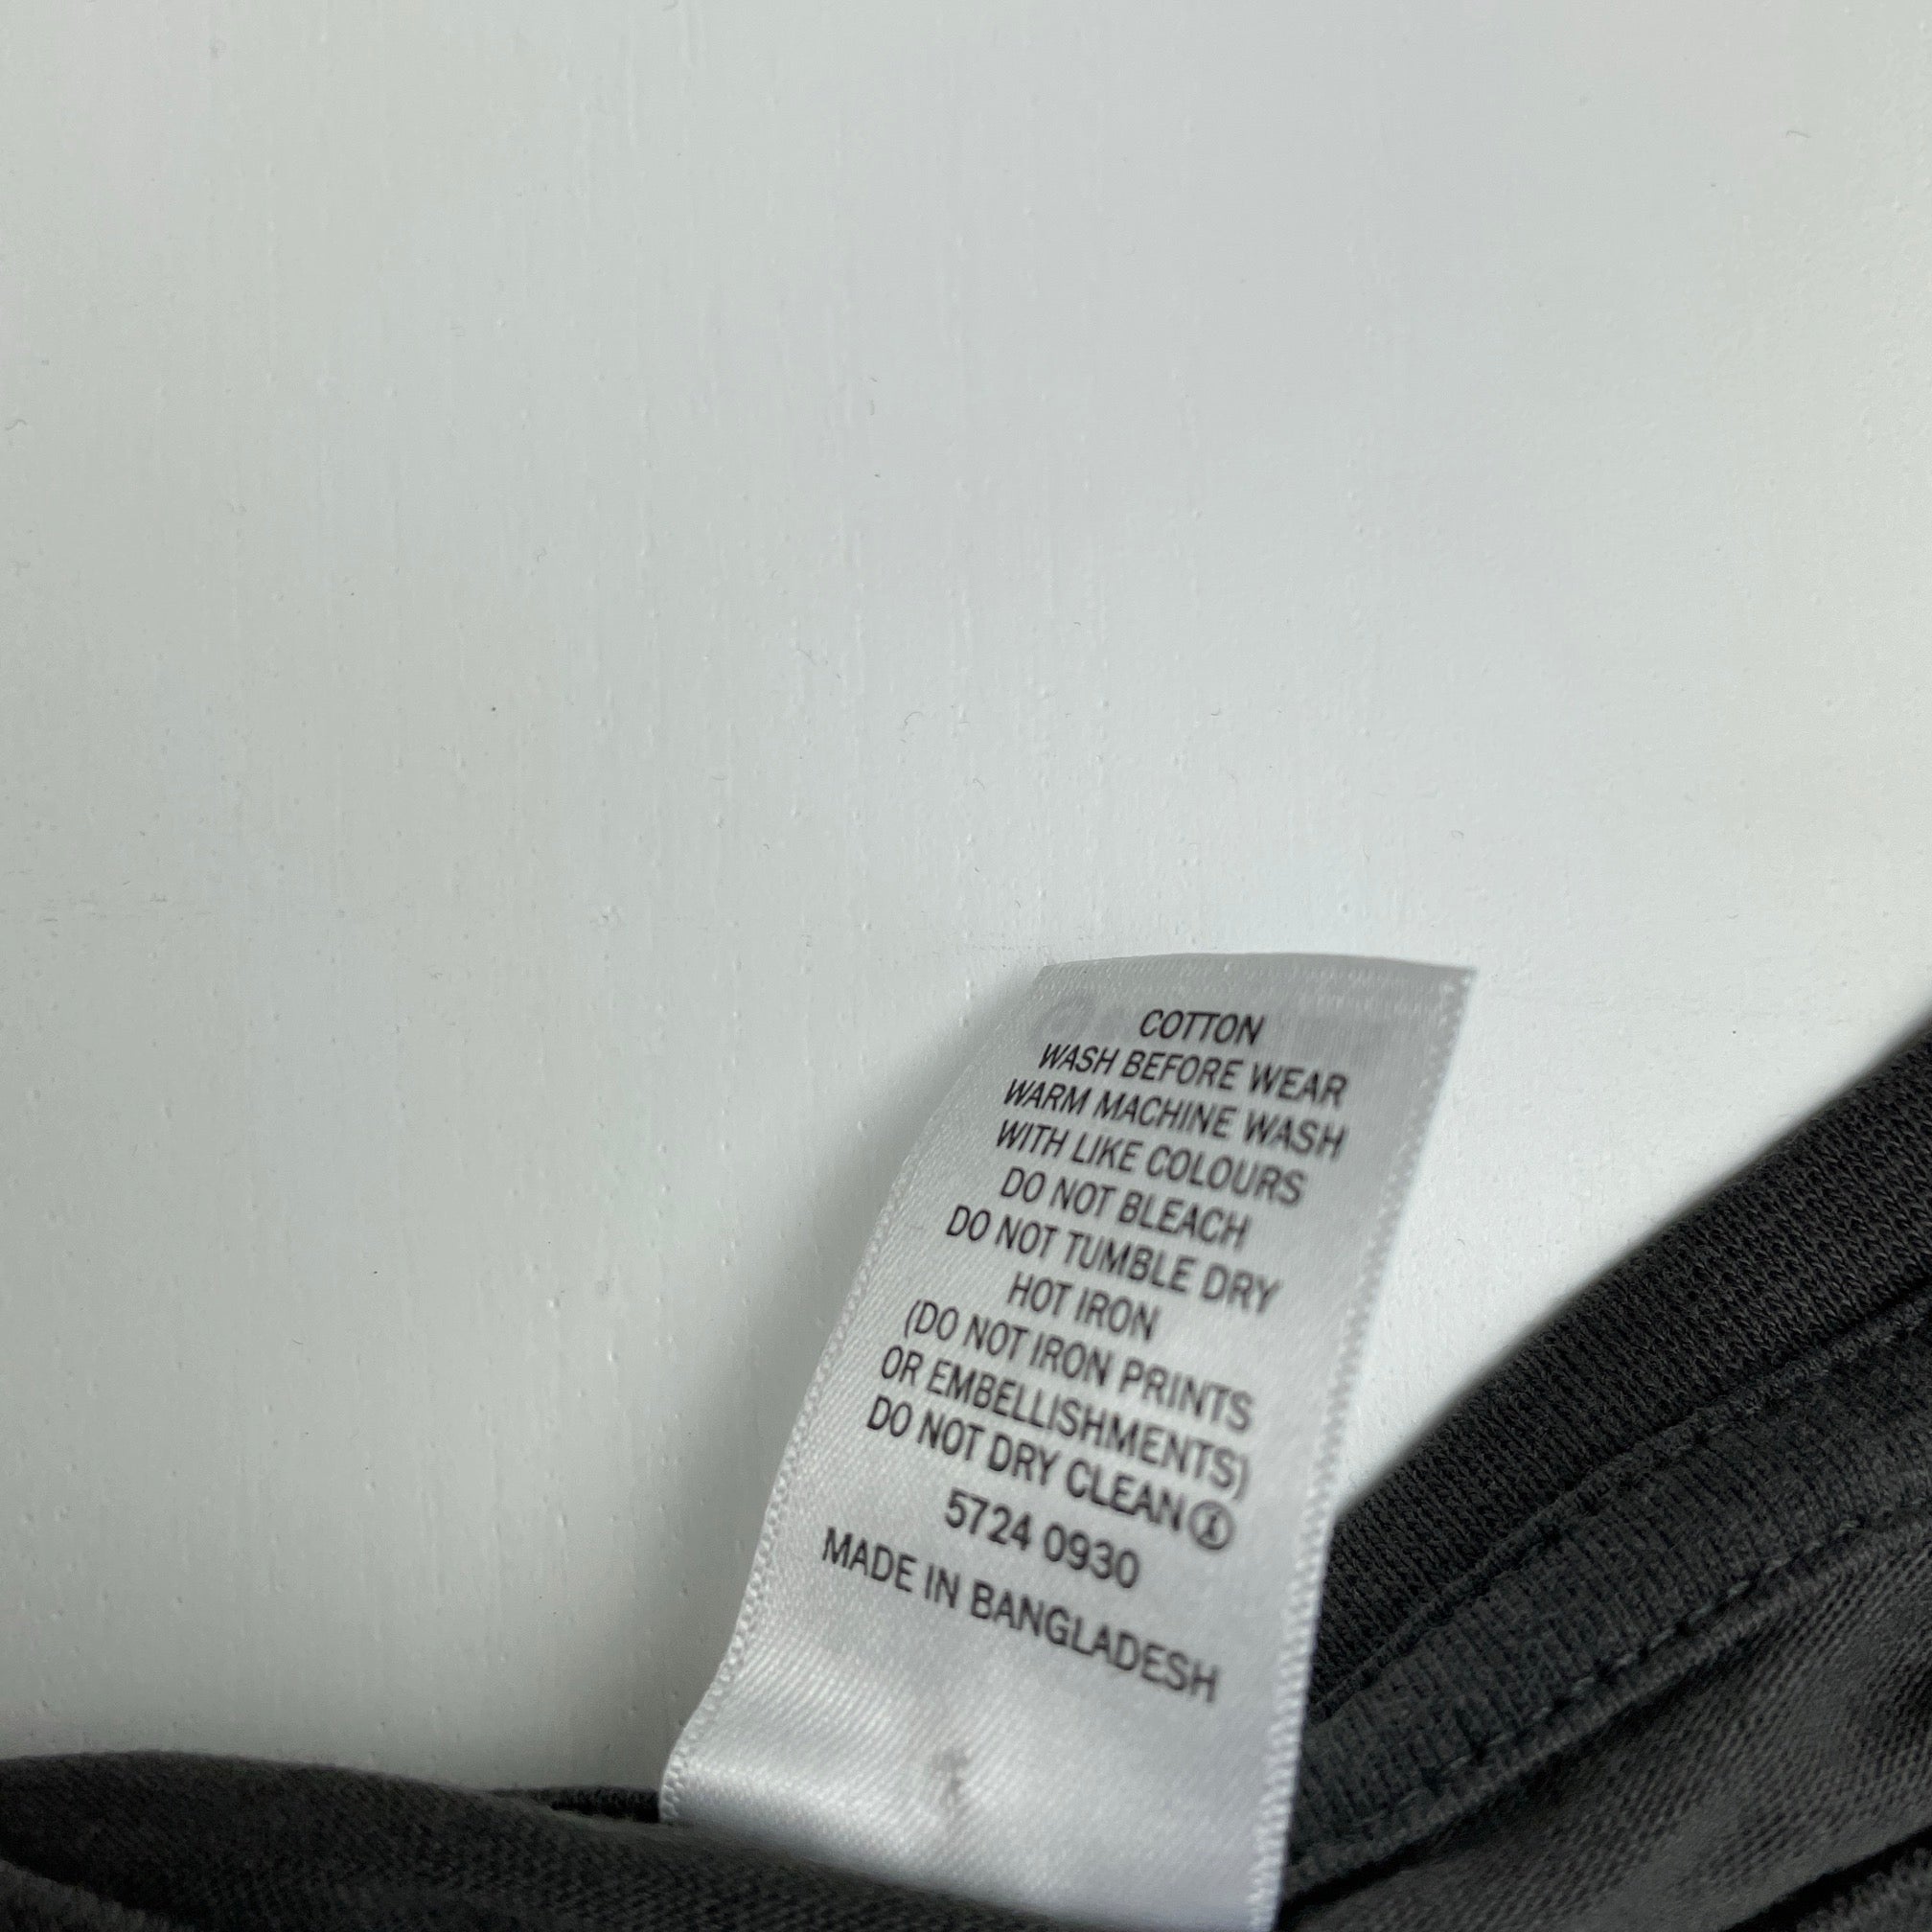 COTTON
WASH BEFORE WEAR
WARM MACHINE WASH
WITH LIKE COLOURS
DO NOT BLEACH
DO NOT TUMBLE DRY
HOT IRON
(DO NOT IRON PRINTS
OR EMBELLISHMENTS)
DO NOT DRY CLEAN
5724 0930
MADE IN BANGLADESH